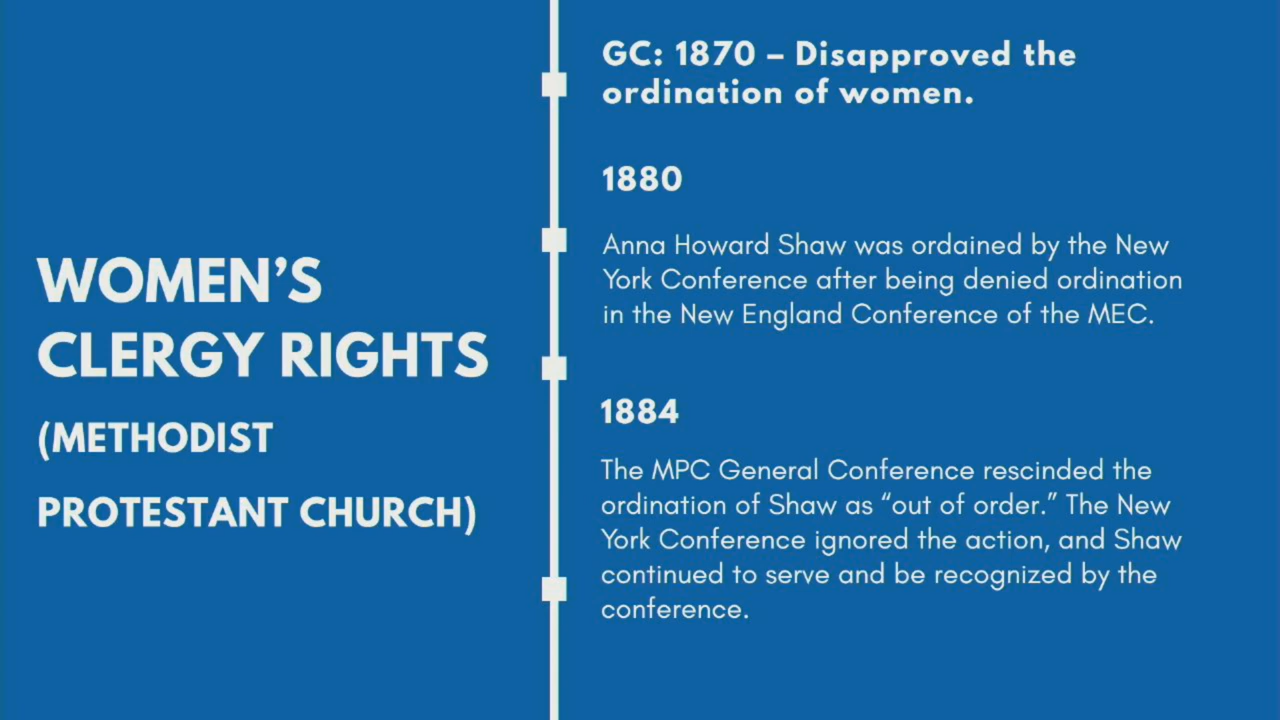 WOMEN’S
CLERGY RIGHTS
(METHODIST
PROTESTANT CHURCH)
GC: 1870 – Disapproved the
ordination of women.
1880
Anna Howard Shaw was ordained by the New
York Conference after being denied ordination
in the New England Conference of the MEC.
1884
The MPC General Conference rescinded the
ordination of Shaw as “out of order.” The New
York Conference ignored the action, and Shaw
continued to serve and be recognized by the
conference.